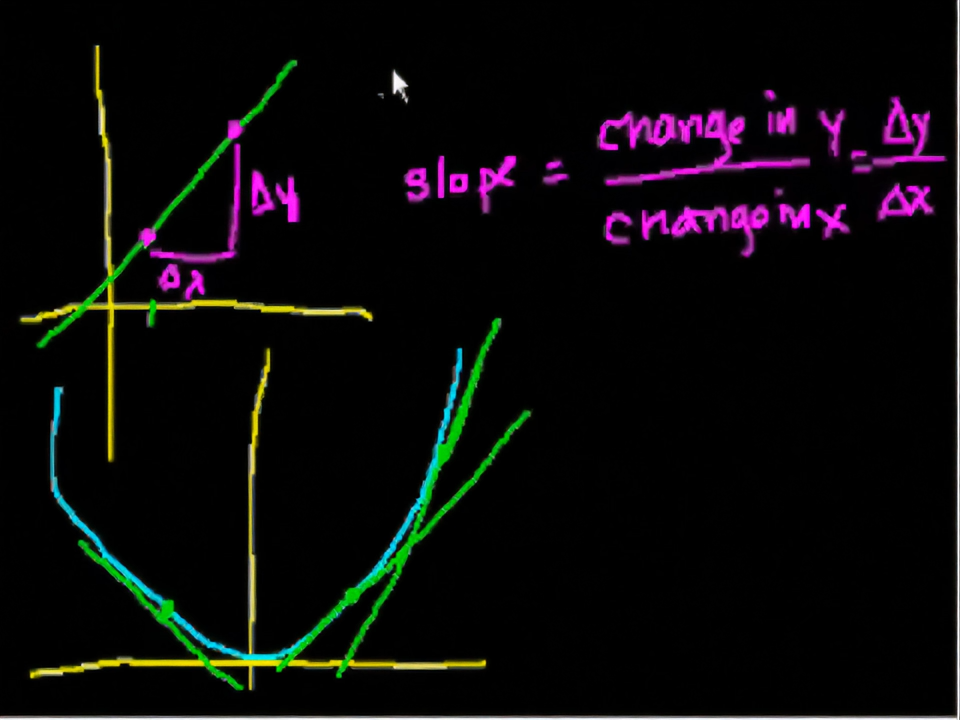 slope = change in y / change in x = Δy / Δx
Δy
Δx